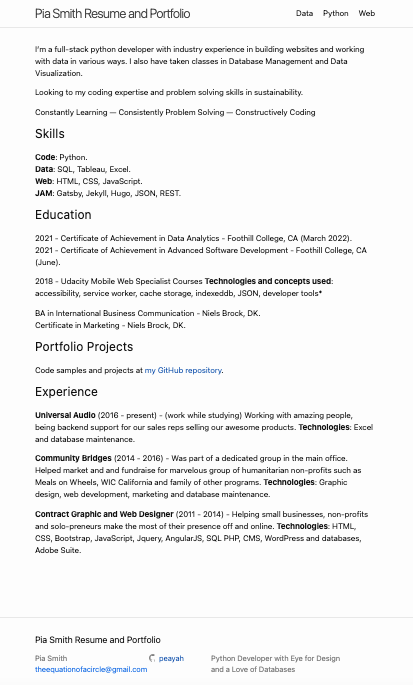 Pia Smith Resume and Portfolio
Data Python Web
I'm a full-stack python developer with industry experience in building websites and working
with data in various ways. I also have taken classes in Database Management and Data
Visualization.
Looking to my coding expertise and problem solving skills in sustainability.
Constantly Learning — Consistently Problem Solving — Constructively Coding
Skills
Code: Python.
Data: SQL, Tableau, Excel.
Web: HTML, CSS, JavaScript.
JAM: Gatsby, Jekyll, Hugo, JSON, REST.
Education
2021 - Certificate of Achievement in Data Analytics - Foothill College, CA (March 2022).
2021 - Certificate of Achievement in Advanced Software Development - Foothill College, CA
(June).
2018 - Udacity Mobile Web Specialist Courses Technologies and concepts used:
accessibility, service worker, cache storage, indexeddb, JSON, developer tools*
BA in International Business Communication - Niels Brock, DK.
Certificate in Marketing - Niels Brock, DK.
Portfolio Projects
Code samples and projects at my GitHub repository.
Experience
Universal Audio (2016 - present) - (work while studying) Working with amazing people,
being backend support for our sales reps selling our awesome products. Technologies: Excel
and database maintenance.
Community Bridges (2014 - 2016) - Was part of a dedicated group in the main office.
Helped market and and fundraise for marvelous group of humanitarian non-profits such as
Meals on Wheels, WIC California and family of other programs. Technologies: Graphic
design, web development, marketing and database maintenance.
Contract Graphic and Web Designer (2011 - 2014) - Helping small businesses, non-profits
and solo-preneurs make the most of their presence off and online. Technologies: HTML,
CSS, Bootstrap, JavaScript, Jquery, AngularJS, SQL PHP, CMS, WordPress and databases,
Adobe Suite.
Pia Smith Resume and Portfolio
Pia Smith
theequationofacircle@gmail.com
peayah
Python Developer with Eye for Design
and a Love of Databases